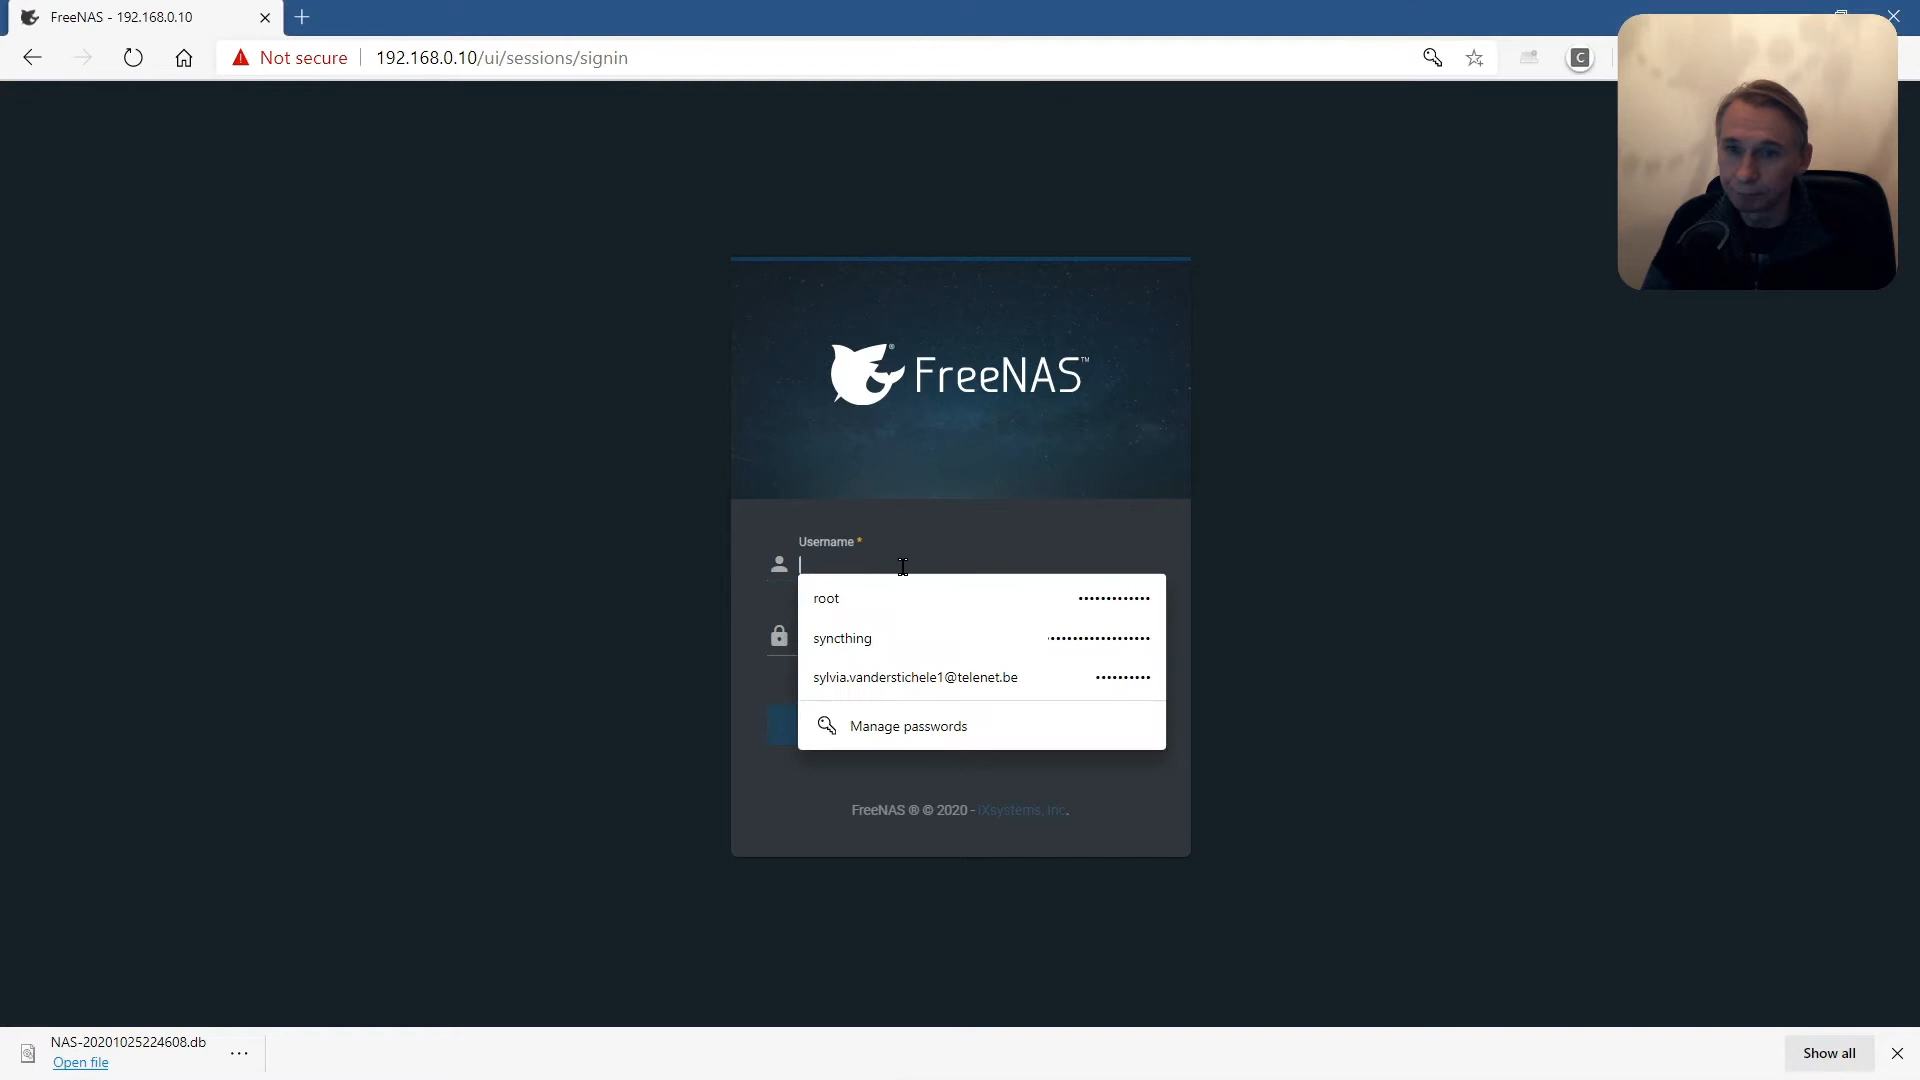 FreeNAS - 192.168.0.10
Not secure
192.168.0.10/ui/sessions/signin
C
FreeNAS™
Username *
root •••••••••••••
syncthing •••••••••••••••••••
sylvia.vanderstichele1@telenet.be ••••••••••
Manage passwords
FreeNAS ® © 2020 - iXsystems, Inc.
NAS-20201025224608.db
Open file
Show all